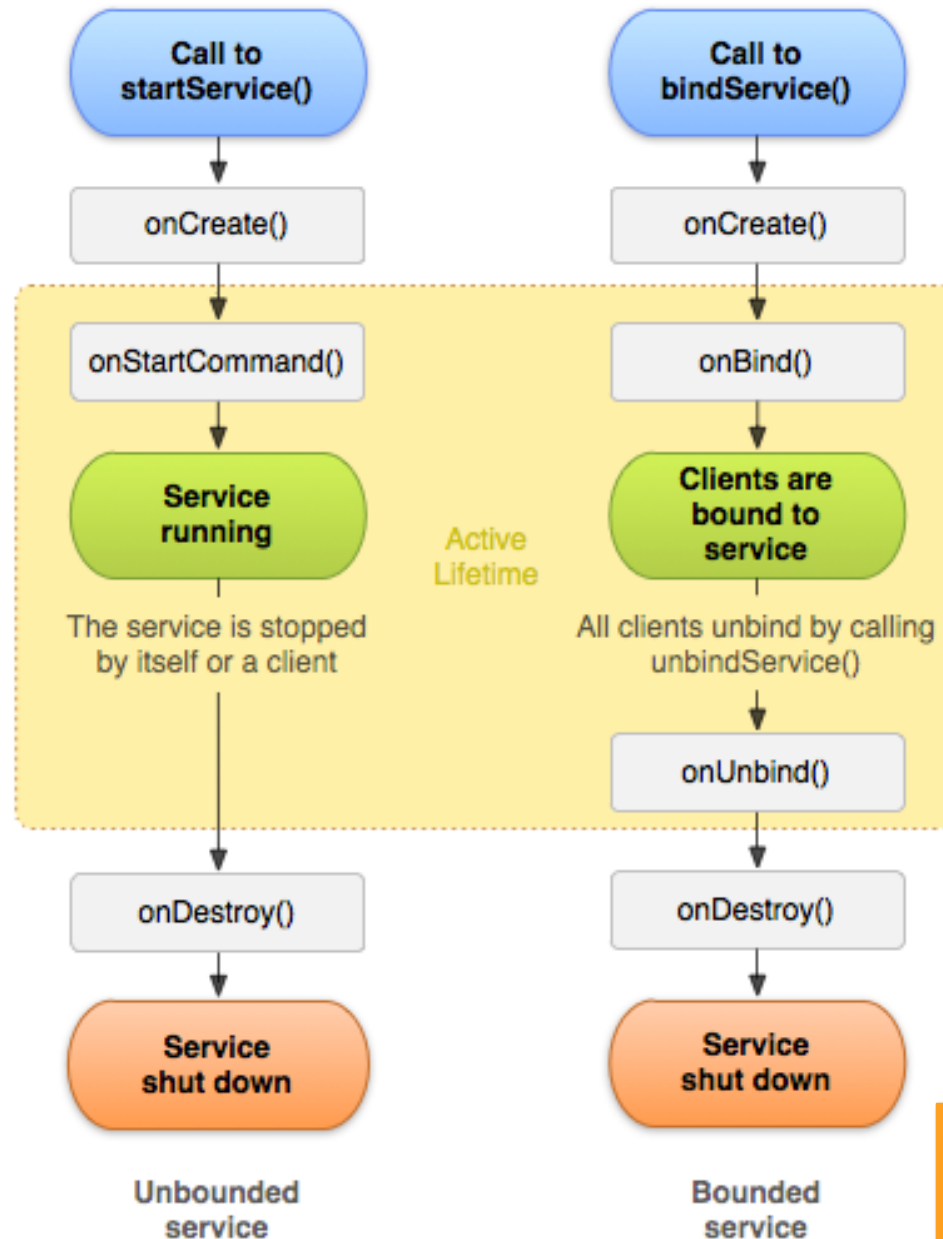 Call to
startService()
onCreate()
onStartCommand()
Service
running
The service is stopped
by itself or a client
onDestroy()
Service
shut down
Unbounded
service
Active
Lifetime
Call to
bindService()
onCreate()
onBind()
Clients are
bound to
service
All clients unbind by calling
unbindService()
onUnbind()
onDestroy()
Service
shut down
Bounded
service